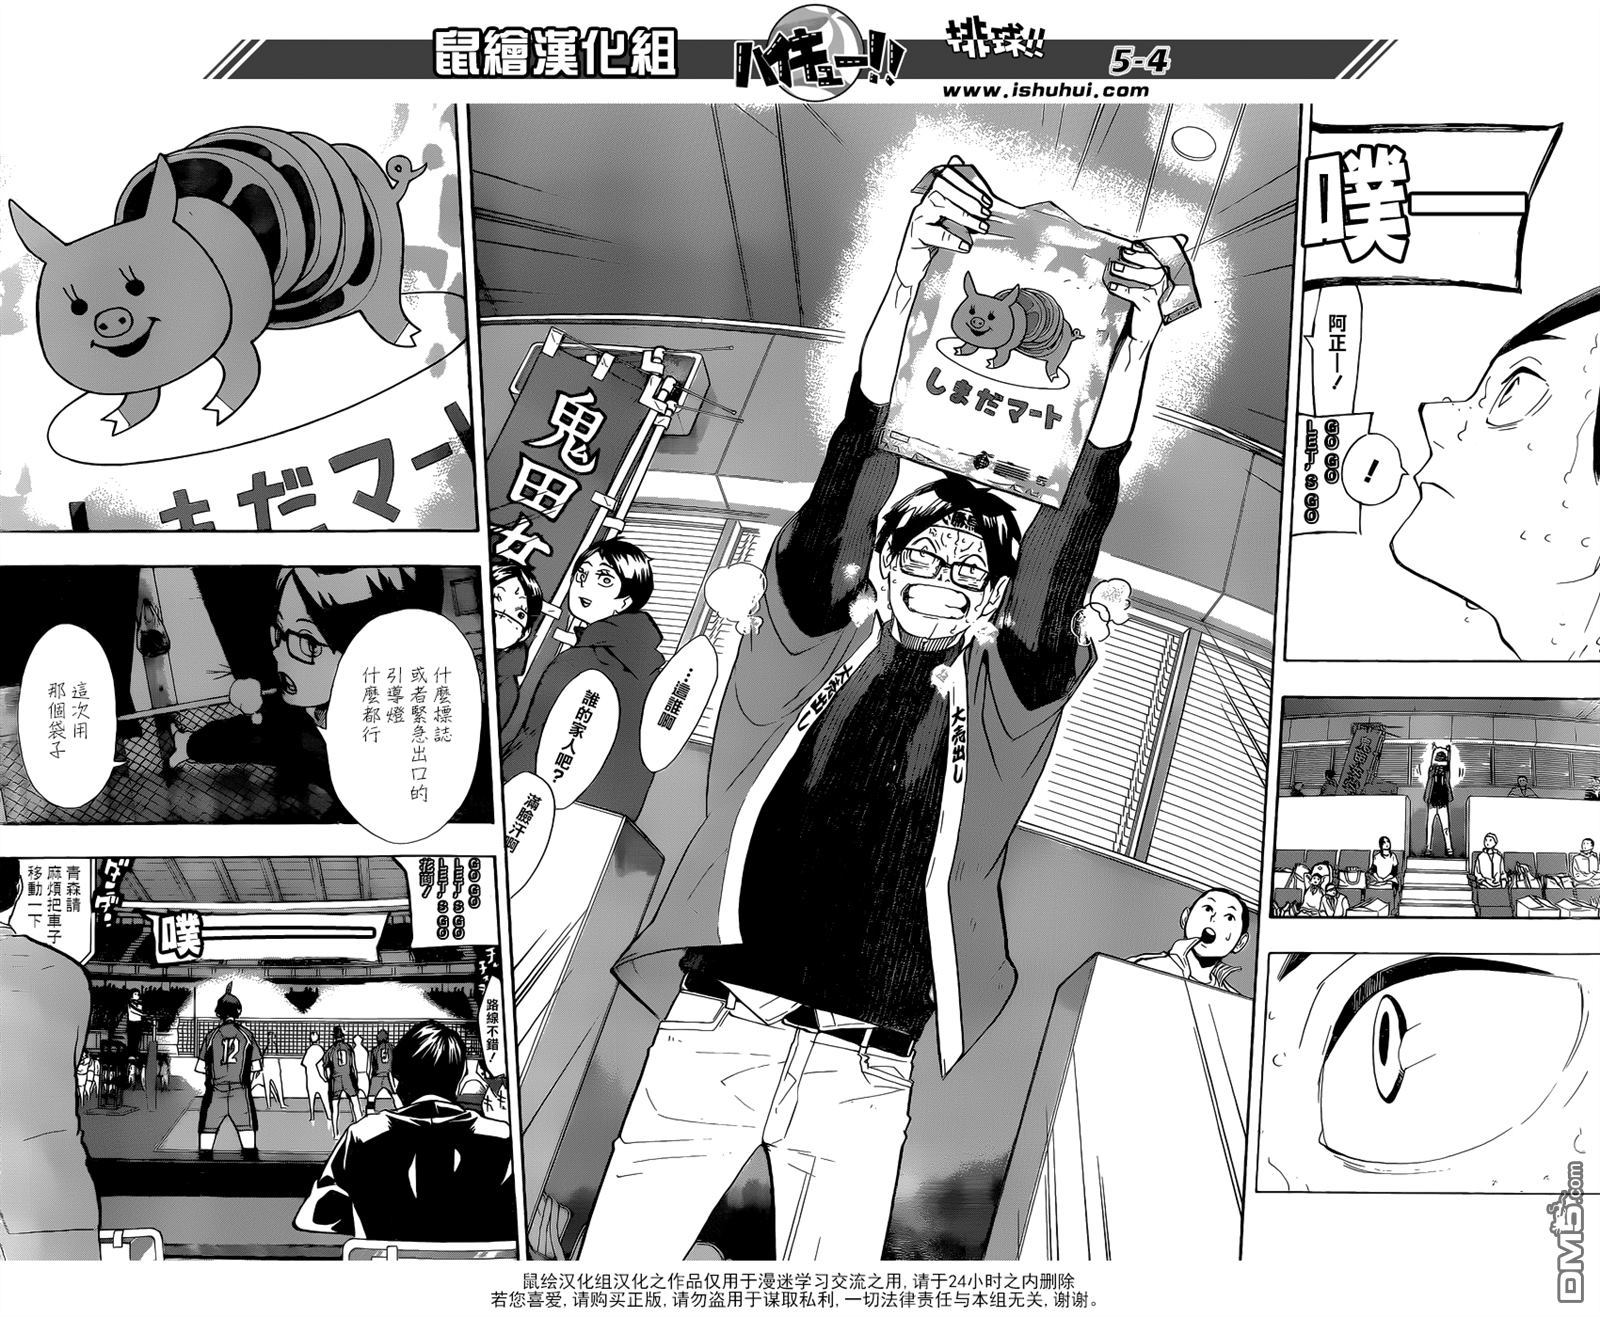 鼠繪漢化組
ハイキュー!!
排球!!
5-4
www.ishuhui.com
噗——
阿正—！
GO GO
LET'S GO
！
しまだマート
鬼田女
大売出し
大売出し
…這誰啊
誰的家人吧？
滿臉汗啊
しまだマート
什麼標誌
或者緊急出口的
引導燈
什麼都行
這次用
那個袋子
GO GO
LET'S GO
LET'S GO
花面！
噗——
路線不錯！
12
青森請
麻煩把車子
移動一下
DM5.com
鼠绘汉化组汉化之作品仅用于漫迷学习交流之用,请于24小时之内删除
若您喜爱,请购买正版,请勿盗用于谋取私利,一切法律责任与本组无关,谢谢。